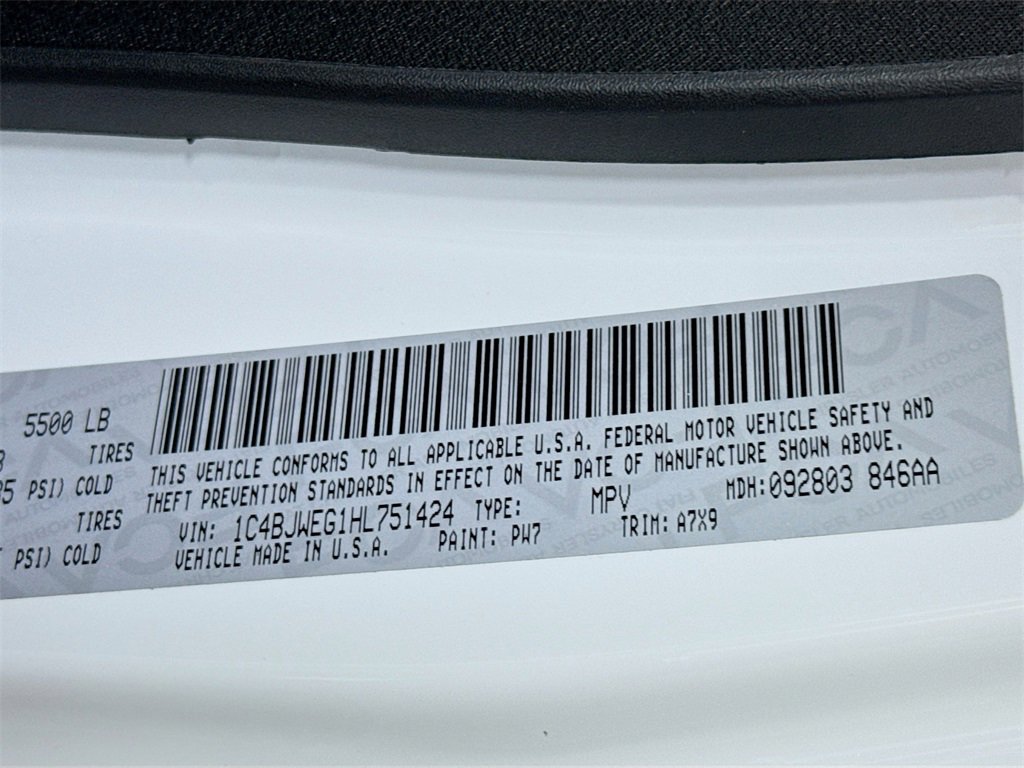 5500 LB
TIRES
PSI) COLD
TIRES
PSI) COLD
THIS VEHICLE CONFORMS TO ALL APPLICABLE U.S.A. FEDERAL MOTOR VEHICLE SAFETY AND
THEFT PREVENTION STANDARDS IN EFFECT ON THE DATE OF MANUFACTURE SHOWN ABOVE.
VIN: 1C4BJWEG1HL751424 TYPE: MPV MDH:092803 846AA
VEHICLE MADE IN U.S.A. PAINT: PW7 TRIM: A7X9